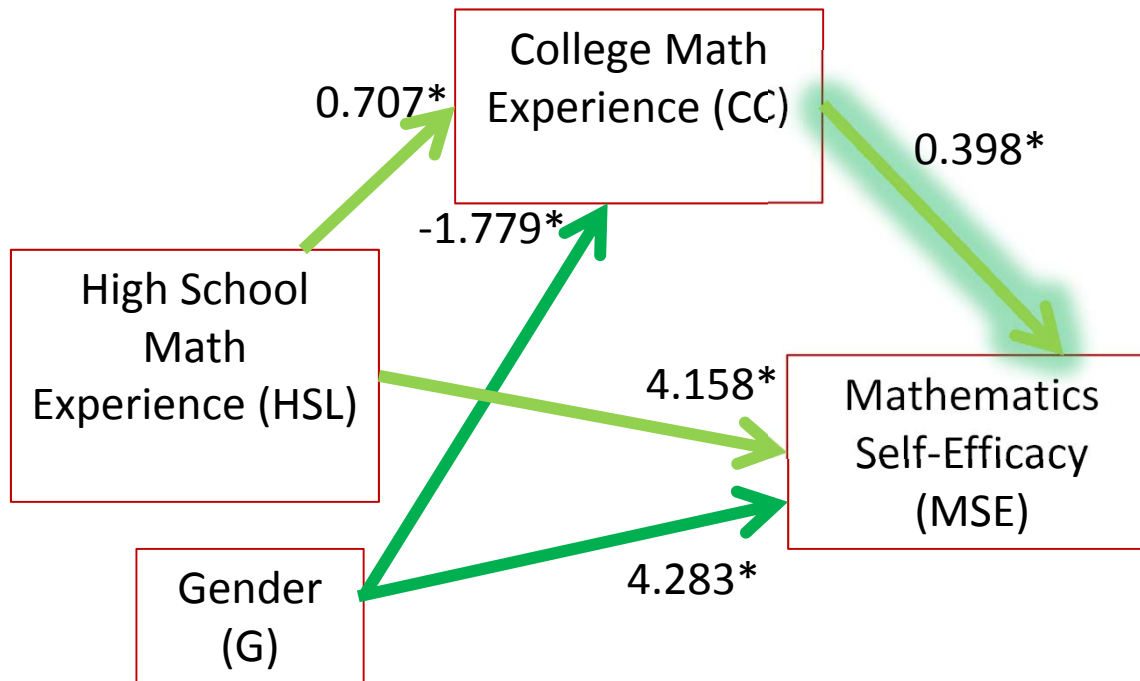 College Math
Experience (CC)
0.707*
0.398*
-1.779*
High School
Math
Experience (HSL)
4.158*
Mathematics
Self-Efficacy
(MSE)
4.283*
Gender
(G)